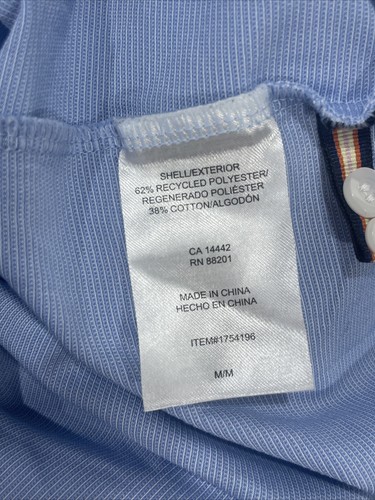 SHELL/EXTERIOR
62% RECYCLED POLYESTER/
REGENERADO POLIÉSTER
38% COTTON/ALGODÓN
CA 14442
RN 88201
MADE IN CHINA
HECHO EN CHINA
ITEM#1754196
M/M